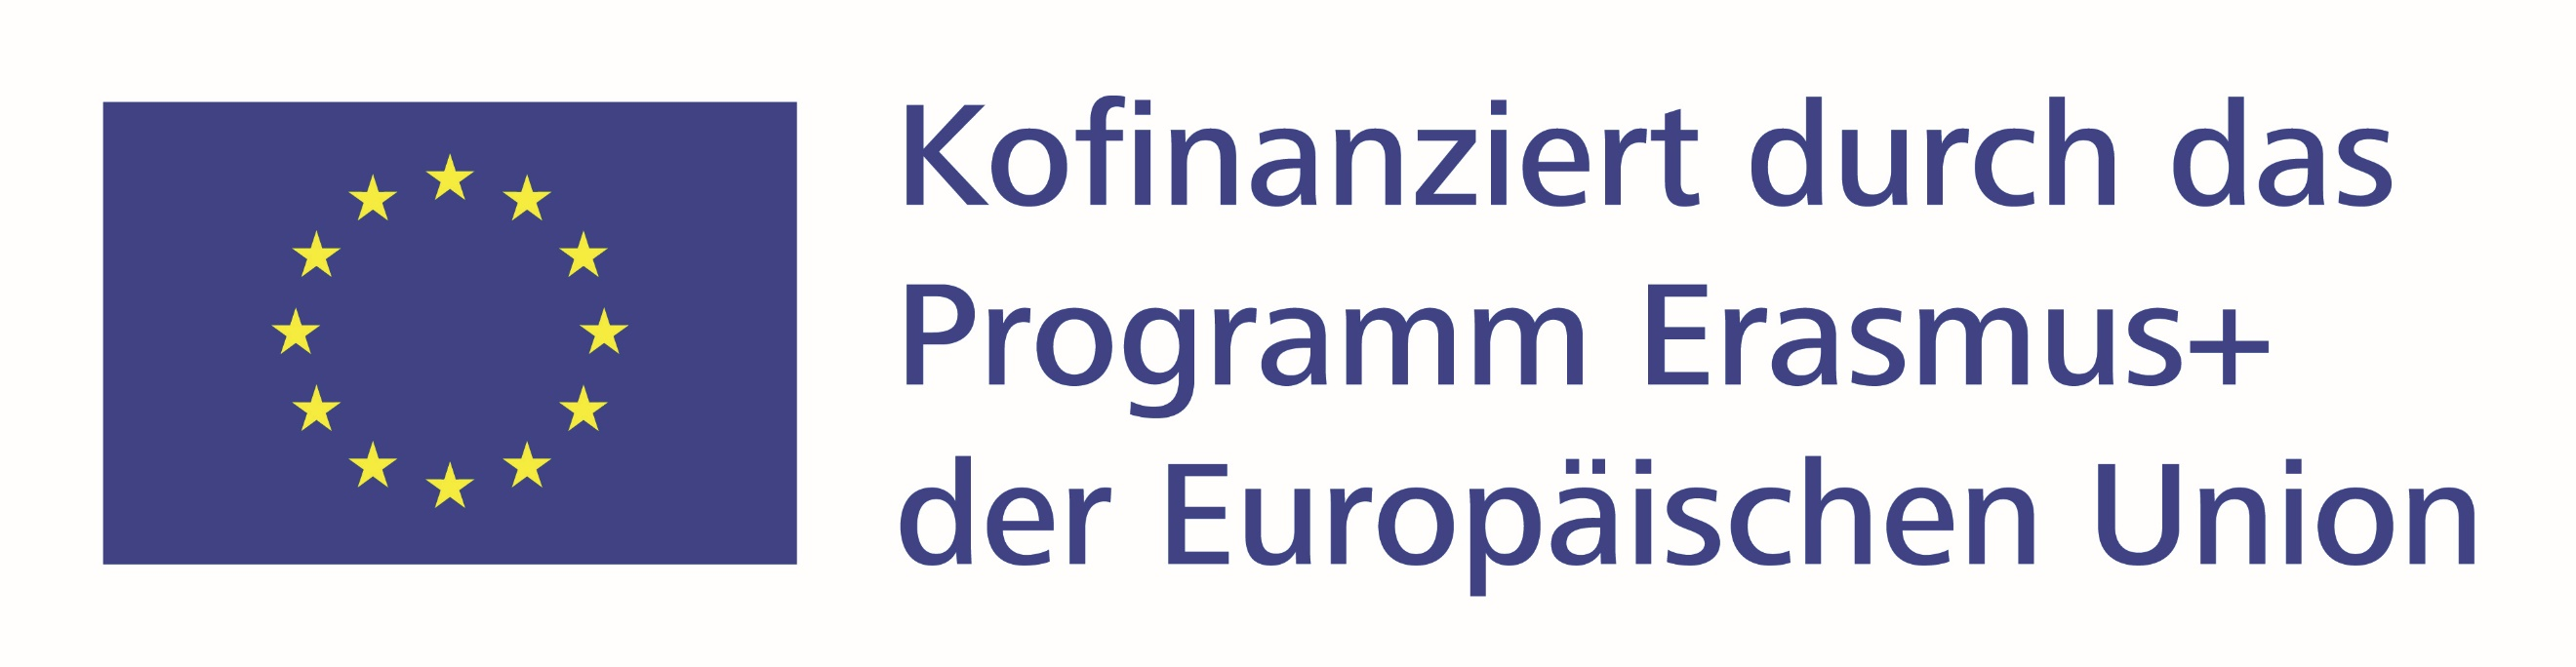 Kofinanziert durch das
Programm Erasmus+
der Europäischen Union